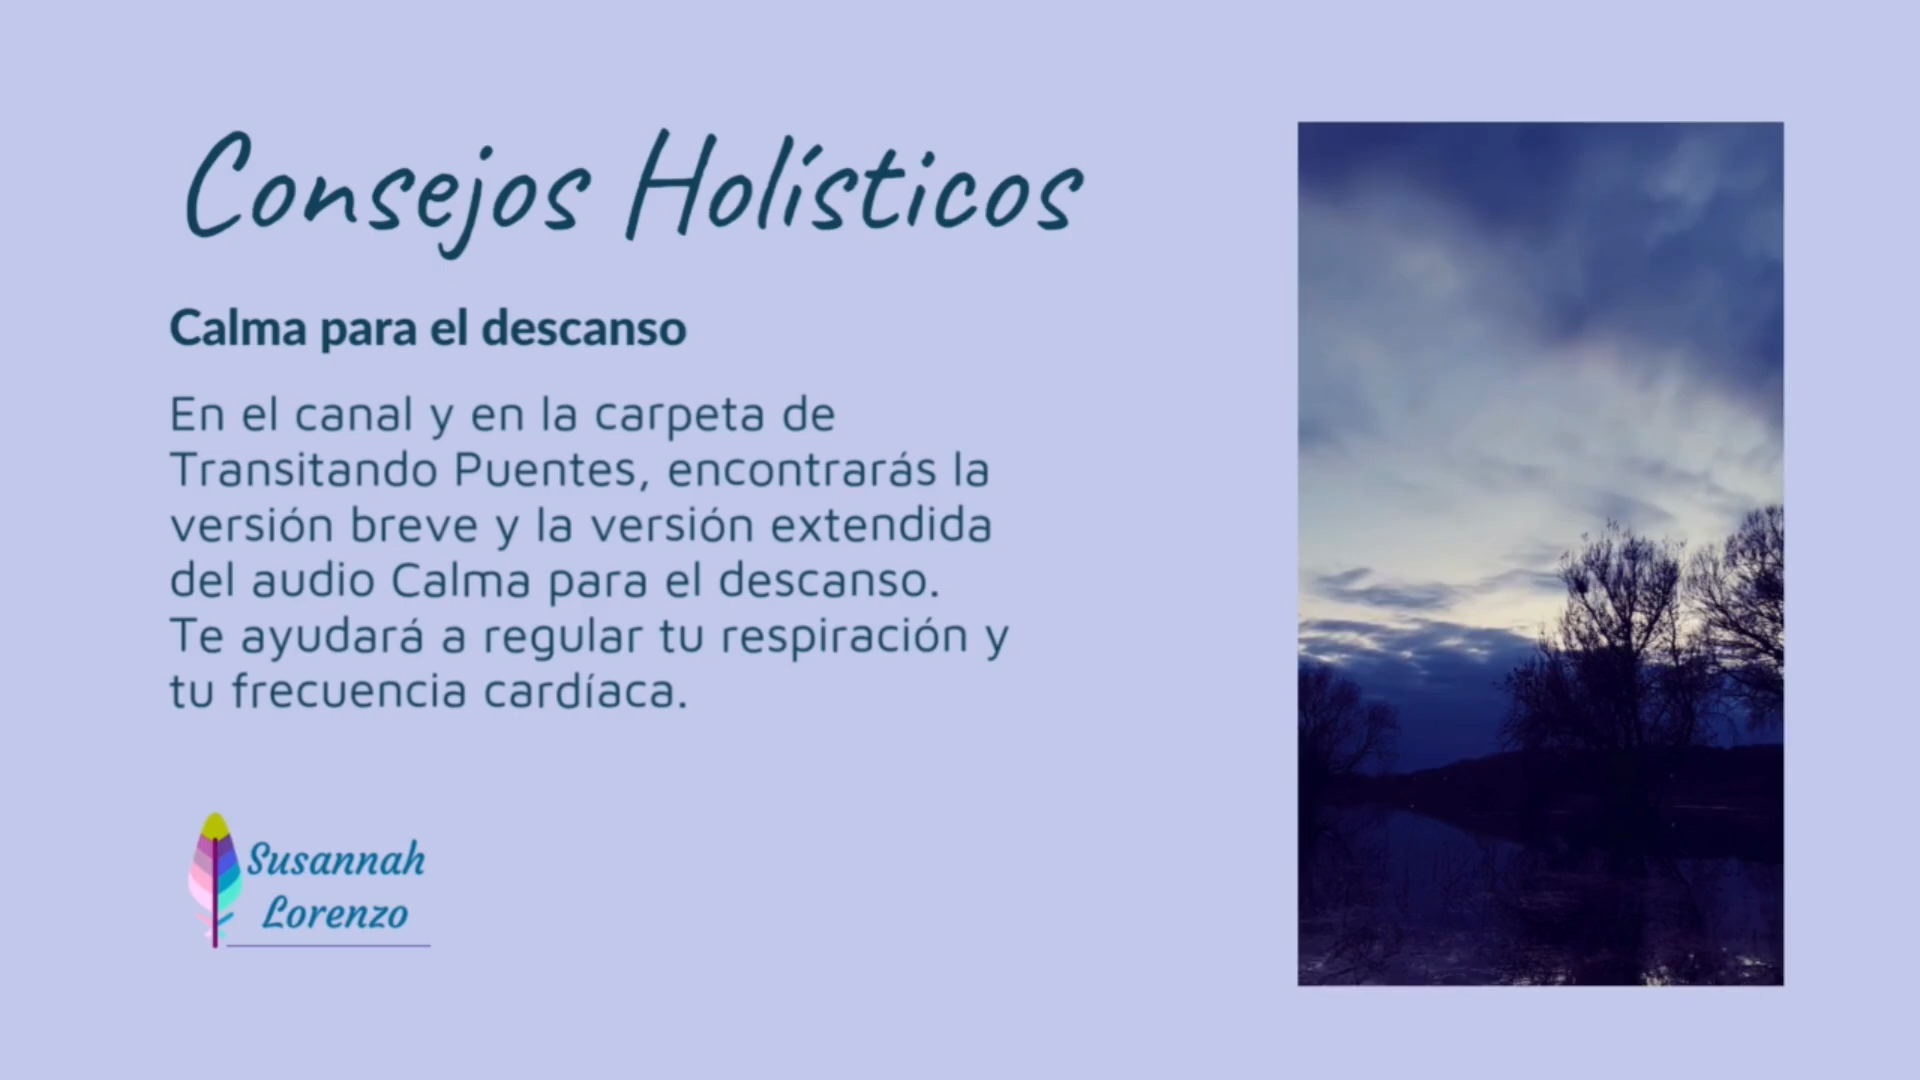 Consejos Holísticos
Calma para el descanso
En el canal y en la carpeta de
Transitando Puentes, encontrarás la
versión breve y la versión extendida
del audio Calma para el descanso.
Te ayudará a regular tu respiración y
tu frecuencia cardíaca.
Susannah
Lorenzo